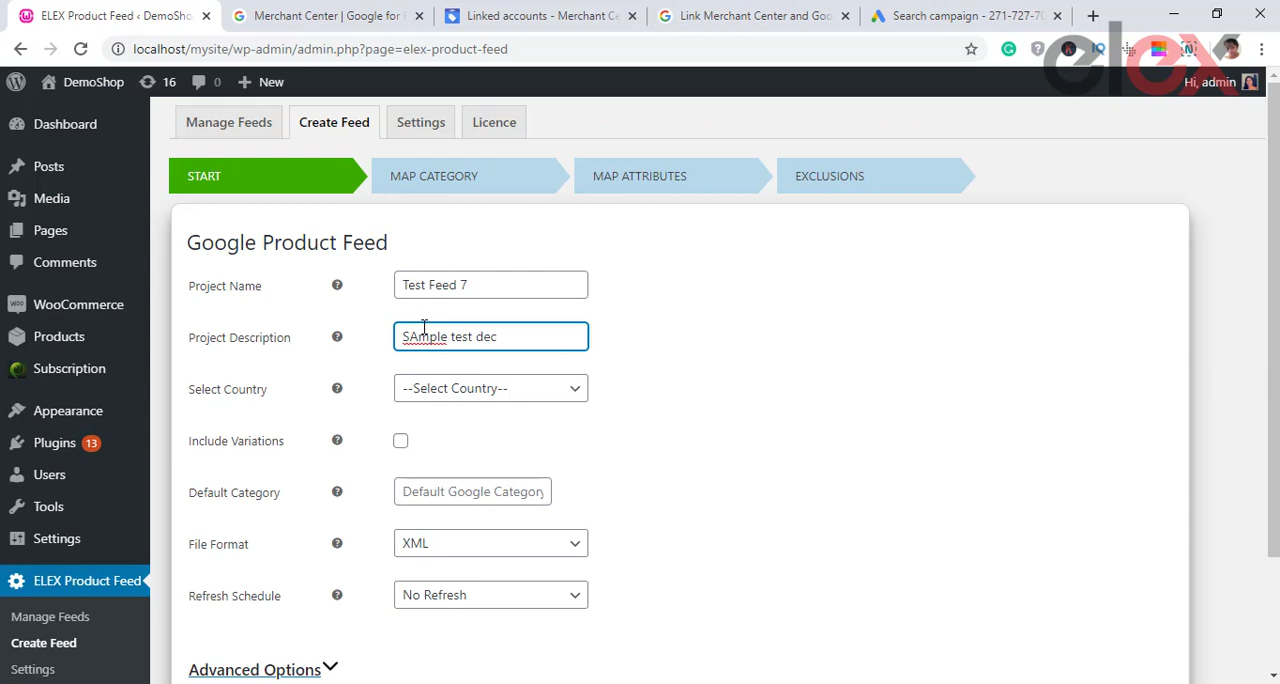 ELEX Product Feed ‹ DemoSho
Merchant Center | Google for F
Linked accounts - Merchant Ce
Link Merchant Center and Goo
Search campaign - 271-727-70
localhost/mysite/wp-admin/admin.php?page=elex-product-feed
elex
DemoShop
16
0
New
Hi, admin
Dashboard
Posts
Media
Pages
Comments
WooCommerce
Products
Subscription
Appearance
Plugins 13
Users
Tools
Settings
ELEX Product Feed
Manage Feeds
Create Feed
Settings
Manage Feeds
Create Feed
Settings
Licence
START
MAP CATEGORY
MAP ATTRIBUTES
EXCLUSIONS
Google Product Feed
Project Name
Test Feed 7
Project Description
SAmple test dec
Select Country
--Select Country--
Include Variations
Default Category
Default Google Category
File Format
XML
Refresh Schedule
No Refresh
Advanced Options